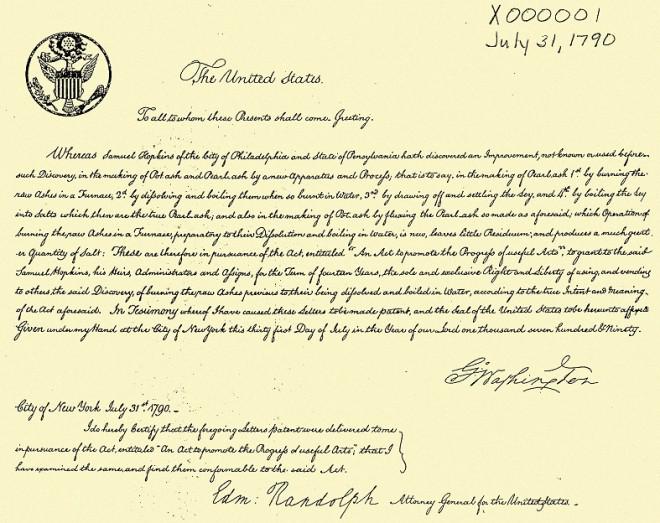 X000001
July 31, 1790
The United States.
To all to whom these Presents shall come. Greeting.
Whereas Samuel Hopkins of the City of Philadelphia and State of Pensylvania hath discovered an Improvement, not known or used before
such Discovery, in the making of Pot ash and Pearl ash by a new Apparatus and Process, that is to say, in the making of Pearl ash 1st. by burning the
raw Ashes in a Furnace, 2d. by dissolving and boiling them when so burnt in Water, 3rd. by drawing off and settling the Ley, and 4th. by boiling the Ley
into Salts which then are the true Pearl ash; and also in the making of Pot ash by fluxing the Pearl ash so made as aforesaid; which Operation of
burning the raw Ashes in a Furnace, preparatory to their Dissolution and boiling in Water, is new, leaves little Residuum; and produces a much great-
er Quantity of Salt: These are therefore in pursuance of the Act, entituled "An Act to promote the Progress of useful Arts", to grant to the said
Samuel Hopkins, his Heirs, Administrators and Assigns, for the Term of fourteen Years, the sole and exclusive Right and Liberty of using, and vending
to others the said Discovery, of burning the raw Ashes previous to their being dissolved and boiled in Water, according to the true Intent and Meaning
of the Act aforesaid. In Testimony whereof I have caused these Letters to be made patent, and the Seal of the United States to be hereunto affixed
Given under my Hand at the City of New York this thirty first Day of July in the Year of our Lord one thousand seven hundred & Ninety.
G Washington
City of New York July 31st. 1790. -
I do hereby Certify that the foregoing Letters patent were delivered to me
in pursuance of the Act, entituled "An Act to promote the Progress of useful Arts"; that I
have examined the same, and find them conformable to the said Act.
Edm: Randolph Attorney General for the United States. -